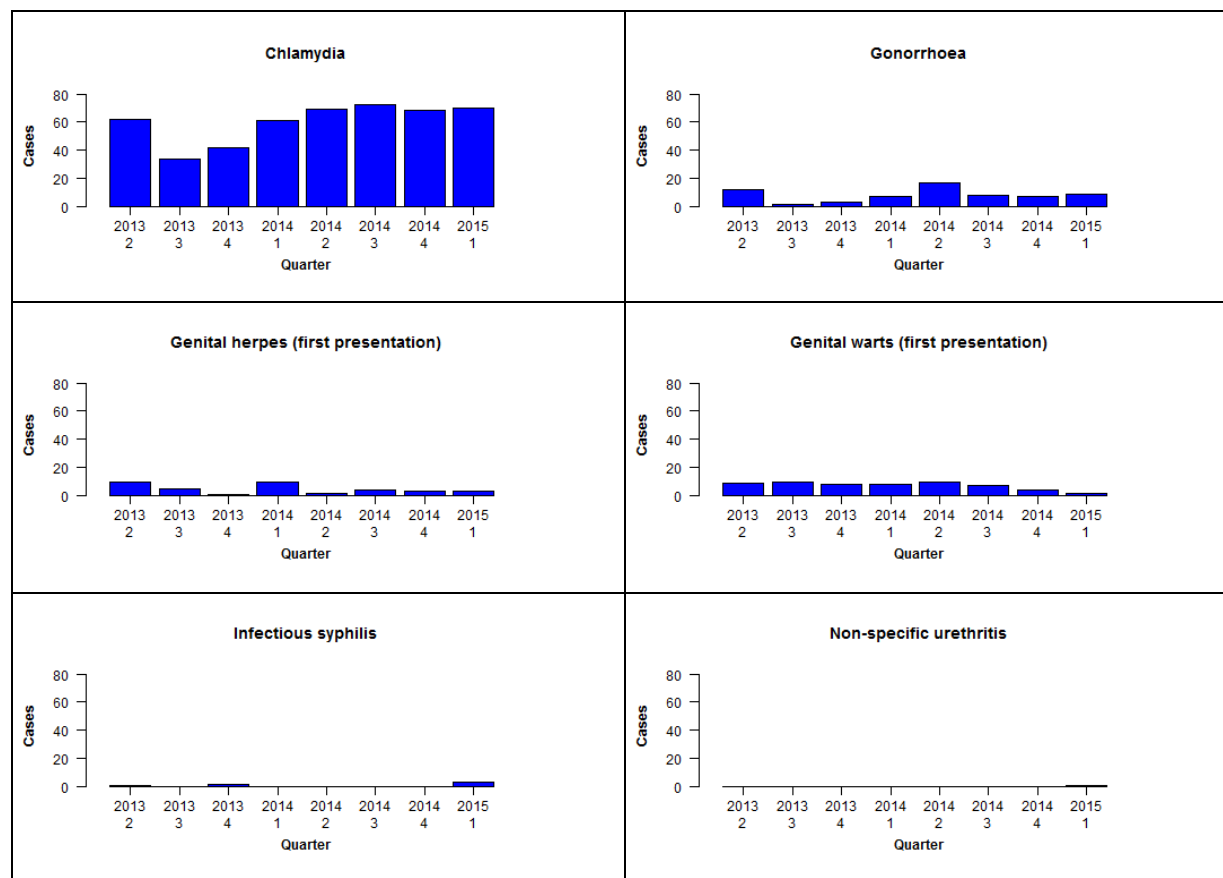 Chlamydia
80
60
40
20
0
Cases
2013 2013 2013 2014 2014 2014 2014 2015
2 3 4 1 2 3 4 1
Quarter
Gonorrhoea
80
60
40
20
0
Cases
2013 2013 2013 2014 2014 2014 2014 2015
2 3 4 1 2 3 4 1
Quarter
Genital herpes (first presentation)
80
60
40
20
0
Cases
2013 2013 2013 2014 2014 2014 2014 2015
2 3 4 1 2 3 4 1
Quarter
Genital warts (first presentation)
80
60
40
20
0
Cases
2013 2013 2013 2014 2014 2014 2014 2015
2 3 4 1 2 3 4 1
Quarter
Infectious syphilis
80
60
40
20
0
Cases
2013 2013 2013 2014 2014 2014 2014 2015
2 3 4 1 2 3 4 1
Quarter
Non-specific urethritis
80
60
40
20
0
Cases
2013 2013 2013 2014 2014 2014 2014 2015
2 3 4 1 2 3 4 1
Quarter